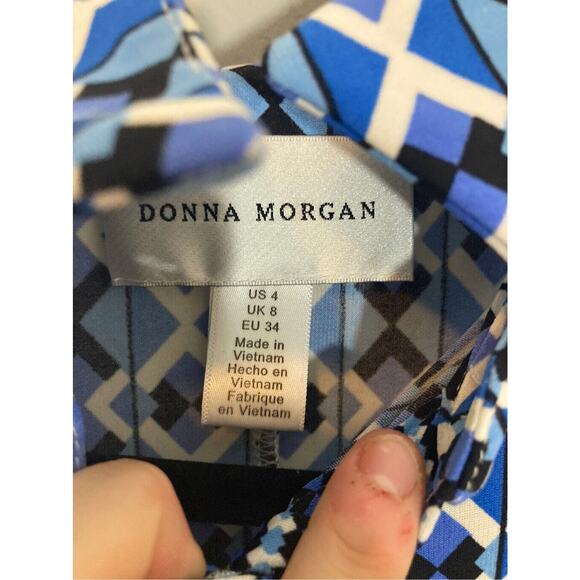 DONNA MORGAN
US 4
UK 8
EU 34
Made in
Vietnam
Hecho en
Vietnam
Fabrique
en Vietnam